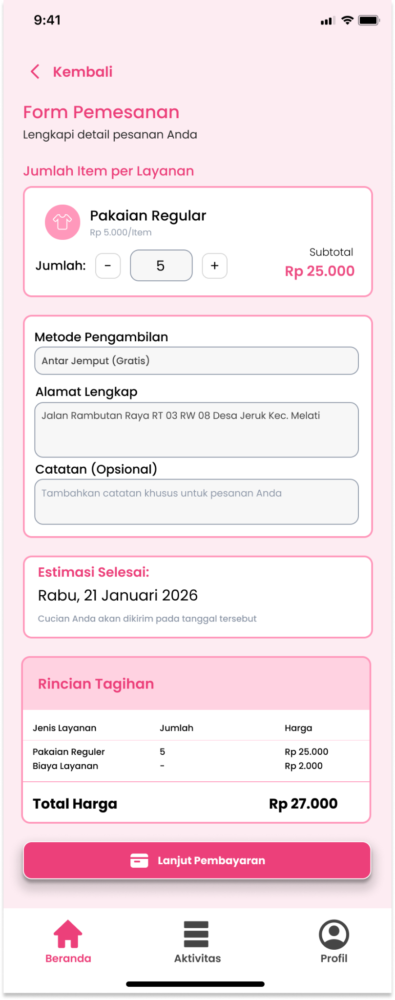 9:41
Kembali
Form Pemesanan
Lengkapi detail pesanan Anda
Jumlah Item per Layanan
Pakaian Regular
Rp 5.000/Item
Subtotal
Jumlah: - 5 + Rp 25.000
Metode Pengambilan
Antar Jemput (Gratis)
Alamat Lengkap
Jalan Rambutan Raya RT 03 RW 08 Desa Jeruk Kec. Melati
Catatan (Opsional)
Tambahkan catatan khusus untuk pesanan Anda
Estimasi Selesai:
Rabu, 21 Januari 2026
Cucian Anda akan dikirim pada tanggal tersebut
Rincian Tagihan
Jenis Layanan Jumlah Harga
Pakaian Reguler 5 Rp 25.000
Biaya Layanan - Rp 2.000
Total Harga Rp 27.000
Lanjut Pembayaran
Beranda Aktivitas Profil